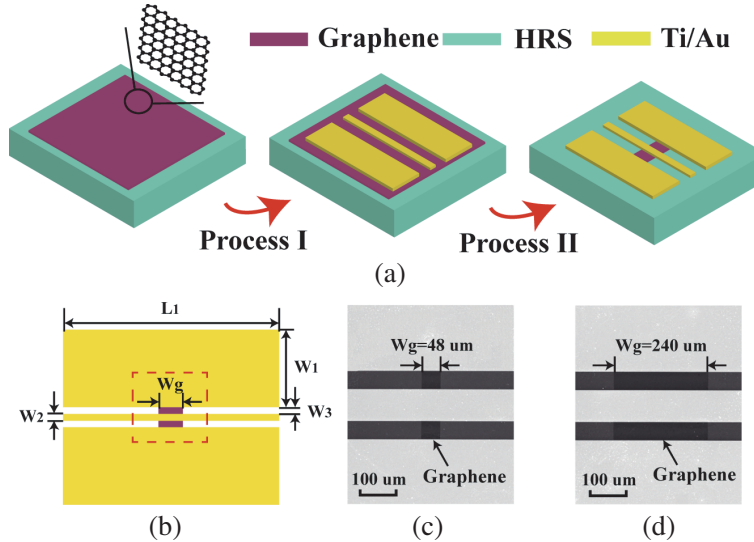 Graphene HRS Ti/Au
Process I
Process II
(a)
L1
W1
Wg
W2
W3
(b)
Wg=48 um
Graphene
100 um
(c)
Wg=240 um
Graphene
100 um
(d)